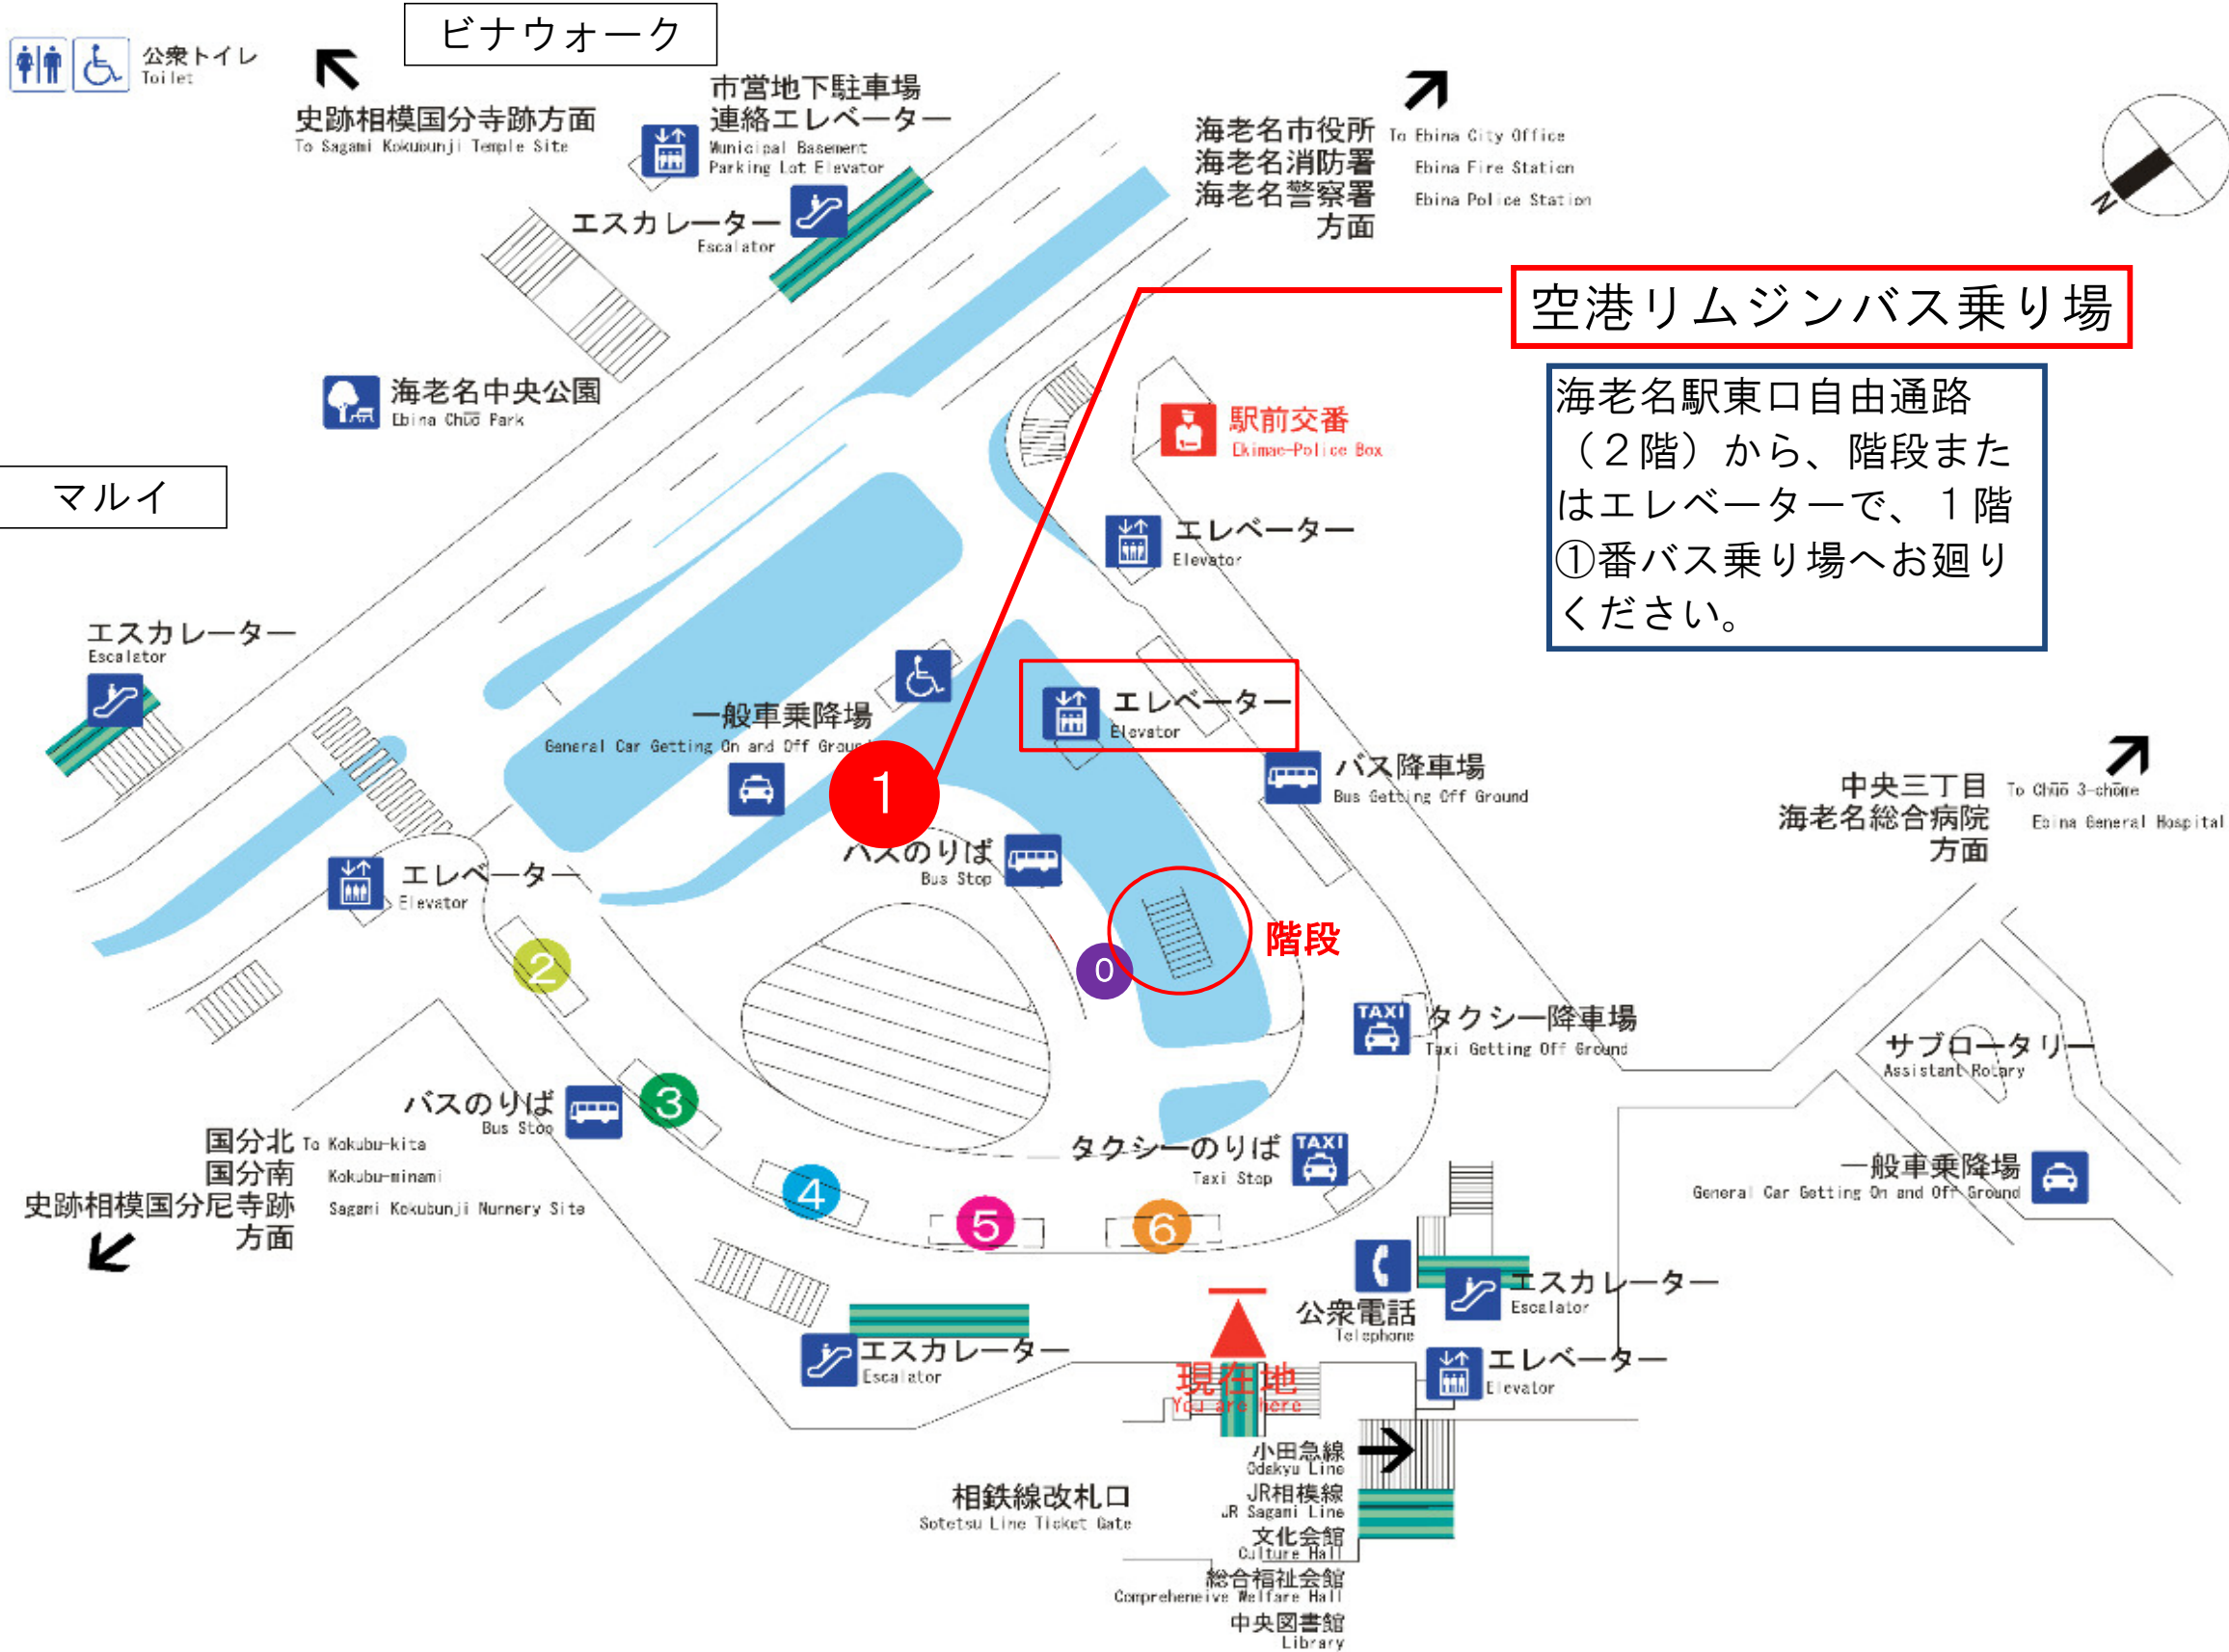 ビナウォーク
公衆トイレ
Toilet
史跡相模国分寺跡方面
To Sagami Kokubunji Temple Site
市営地下駐車場
連絡エレベーター
Municipal Basement
Parking Lot Elevator
エスカレーター
Escalator
海老名市役所 To Ebina City Office
海老名消防署 Ebina Fire Station
海老名警察署 Ebina Police Station
方面
N
空港リムジンバス乗り場
海老名駅東口自由通路
（２階）から、階段また
はエレベーターで、１階
①番バス乗り場へお廻り
ください。
海老名中央公園
Ebina Chūō Park
駅前交番
Ekimae-Police Box
マルイ
エレベーター
Elevator
エスカレーター
Escalator
一般車乗降場
General Car Getting On and Off Ground
エレベーター
Elevator
1
バス降車場
Bus Getting Off Ground
中央三丁目 To Chūō 3-chōme
海老名総合病院 Ebina General Hospital
方面
バスのりば
Bus Stop
エレベーター
Elevator
階段
0
2
TAXI
タクシー降車場
Taxi Getting Off Ground
サブロータリー
Assistant Rotary
バスのりば
Bus Stop
3
国分北 To Kokubu-kita
国分南 Kokubu-minami
史跡相模国分尼寺跡 Sagami Kokubunji Nunnery Site
方面
4
5
6
タクシーのりば
Taxi Stop
TAXI
一般車乗降場
General Car Getting On and Off Ground
公衆電話
Telephone
エスカレーター
Escalator
エスカレーター
Escalator
現在地
You are here
エレベーター
Elevator
小田急線
Odakyu Line
相鉄線改札口
Sotetsu Line Ticket Gate
JR相模線
JR Sagami Line
文化会館
Culture Hall
総合福祉会館
Comprehensive Welfare Hall
中央図書館
Library